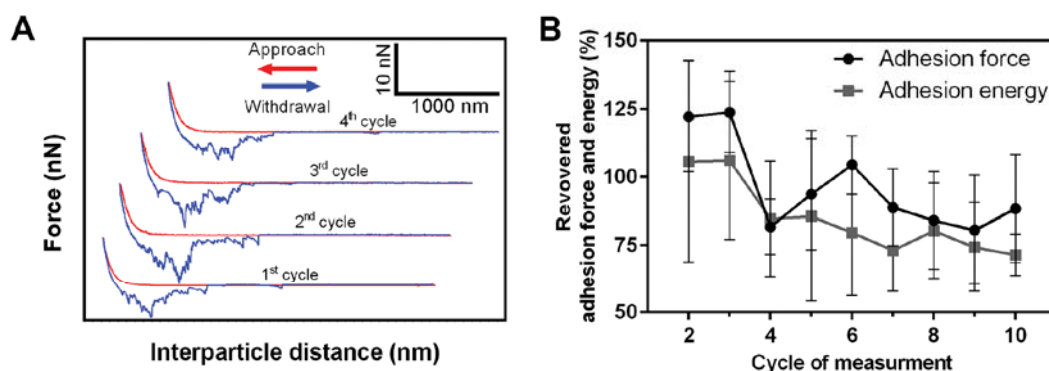 A
Force (nN)
Approach
Withdrawal
10 nN
1000 nm
4th cycle
3rd cycle
2nd cycle
1st cycle
Interparticle distance (nm)
B
Revovered
adhesion force and energy (%)
150
125
100
75
50
Adhesion force
Adhesion energy
2 4 6 8 10
Cycle of measurment